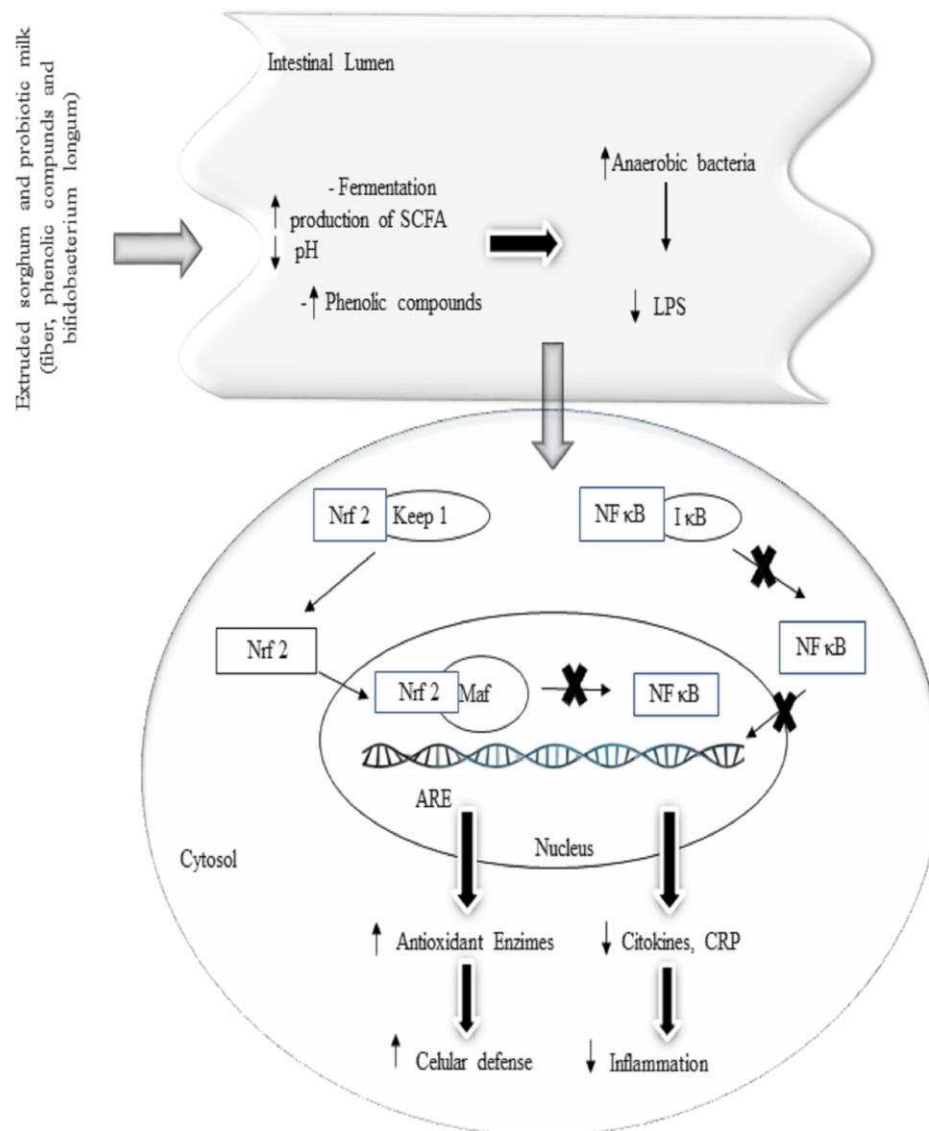 Extruded sorghum and probiotic milk
(fiber, phenolic compunds and
bifidobacterium longum)
Intestinal Lumen
- Fermentation
↑ production of SCFA
↓ pH
-↑ Phenolic compounds
↑ Anaerobic bacteria
↓ LPS
Nrf 2 Keep 1
NF κB I κB
Nrf 2
NF κB
Nrf 2 Maf
NF κB
ARE
Nucleus
Cytosol
↑ Antioxidant Enzimes
↓ Citokines, CRP
↑ Celular defense
↓ Inflammation